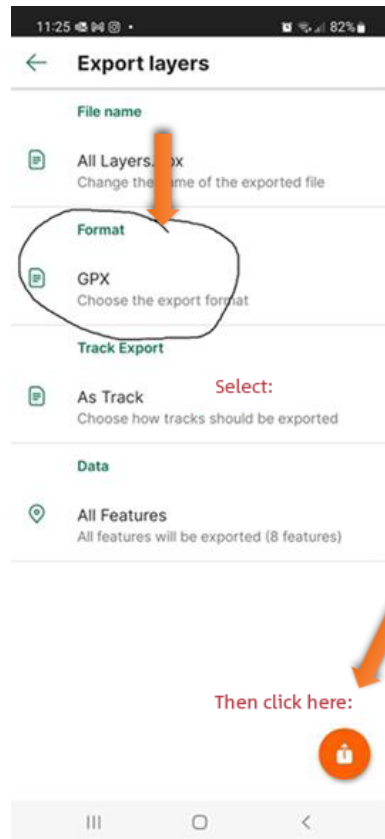 11:25 82%
Export layers
File name
All Layers. x
Change the me of the exported file
Format
GPX
Choose the export format
Track Export
Select:
As Track
Choose how tracks should be exported
Data
All Features
All features will be exported (8 features)
Then click here: